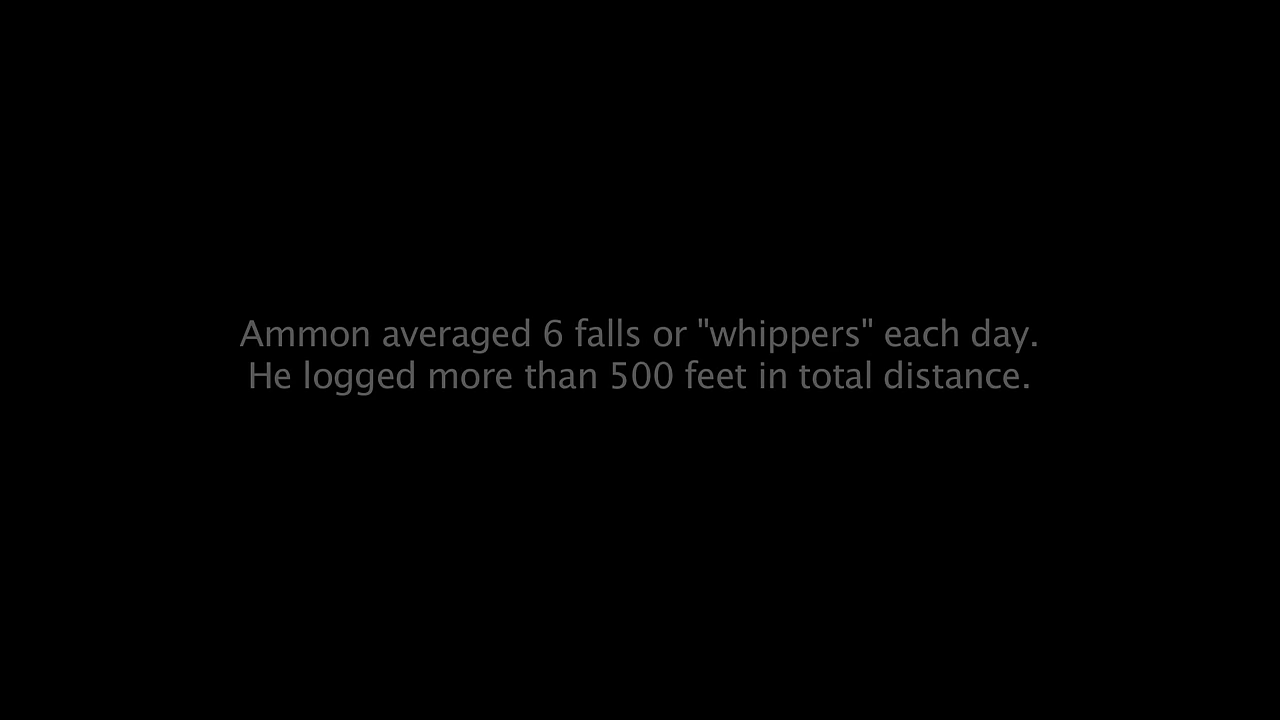 Ammon averaged 6 falls or "whippers" each day.
He logged more than 500 feet in total distance.